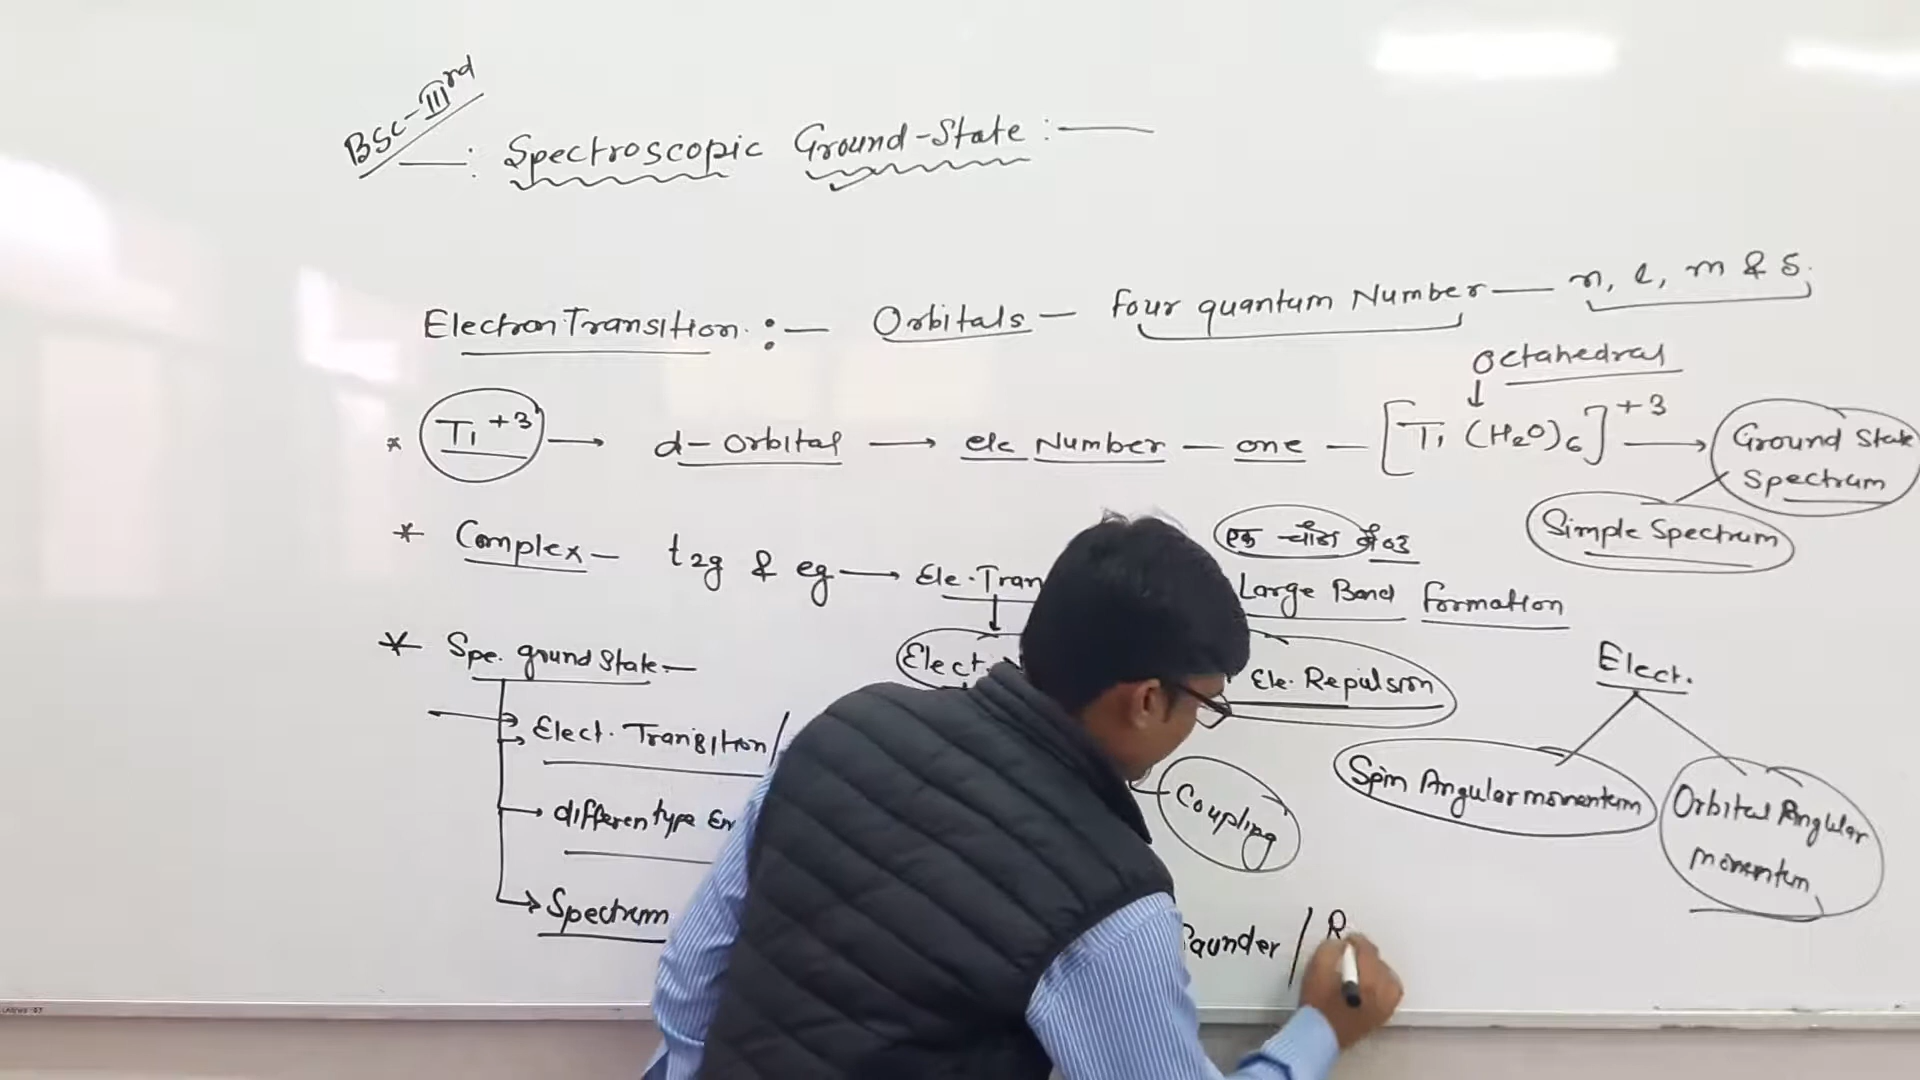 BSC-IIIrd
: Spectroscopic Ground-State :—
Electron Transition :— Orbitals — Four quantum Number — n, l, m & s.
Octahedral
* Ti +3 → d-orbital → ele Number — one — [Ti (H2O)6]+3 → Ground State Spectrum
Simple Spectrum
एक चौडा बैण्ड
* Complex — t2g & eg → Ele. Tran
Large Band formation
* Spe. ground state —
Elect.
Ele. Repulsion
Elect.
Elect. Transition /
Spin Angular momentum
Orbital Angular momentum
Coupling
differen type En
Spectrum
Saunder / R